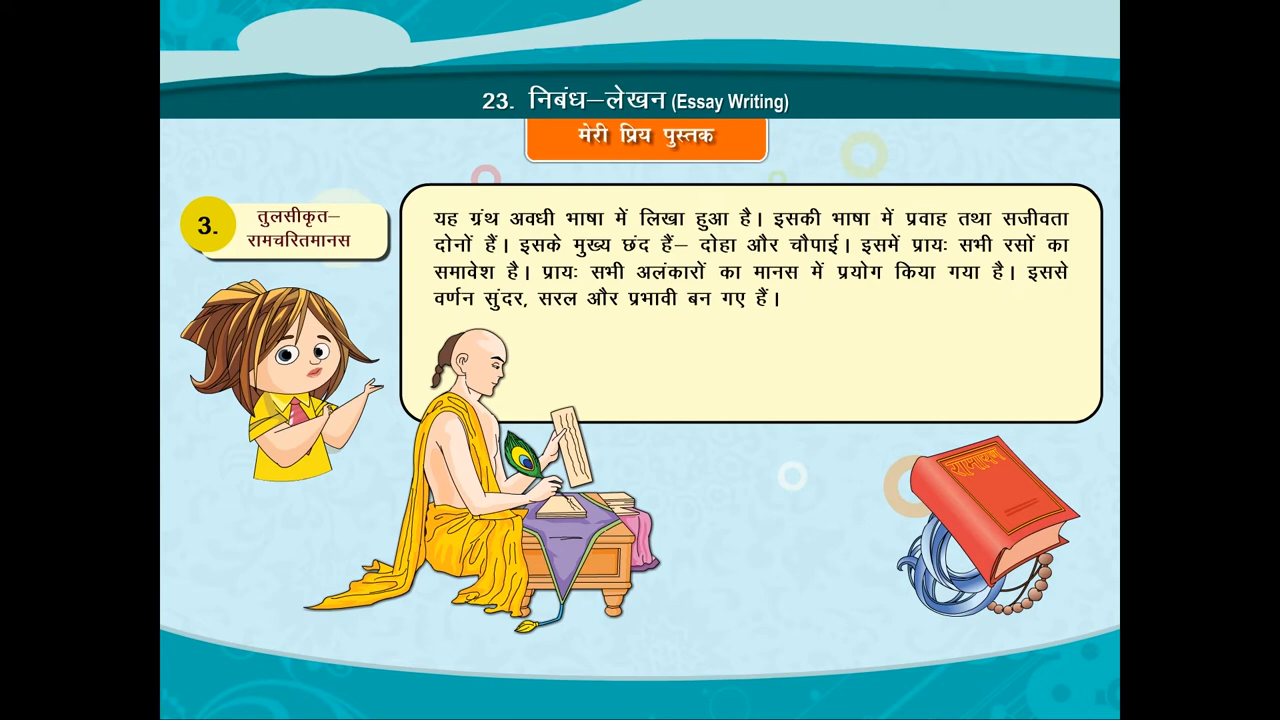 23. निबंध–लेखन (Essay Writing)
मेरी प्रिय पुस्तक
3.
तुलसीकृत–
रामचरितमानस
यह ग्रंथ अवधी भाषा में लिखा हुआ है। इसकी भाषा में प्रवाह तथा सजीवता
दोनों हैं। इसके मुख्य छंद हैं– दोहा और चौपाई। इसमें प्रायः सभी रसों का
समावेश है। प्रायः सभी अलंकारों का मानस में प्रयोग किया गया है। इससे
वर्णन सुंदर, सरल और प्रभावी बन गए हैं।